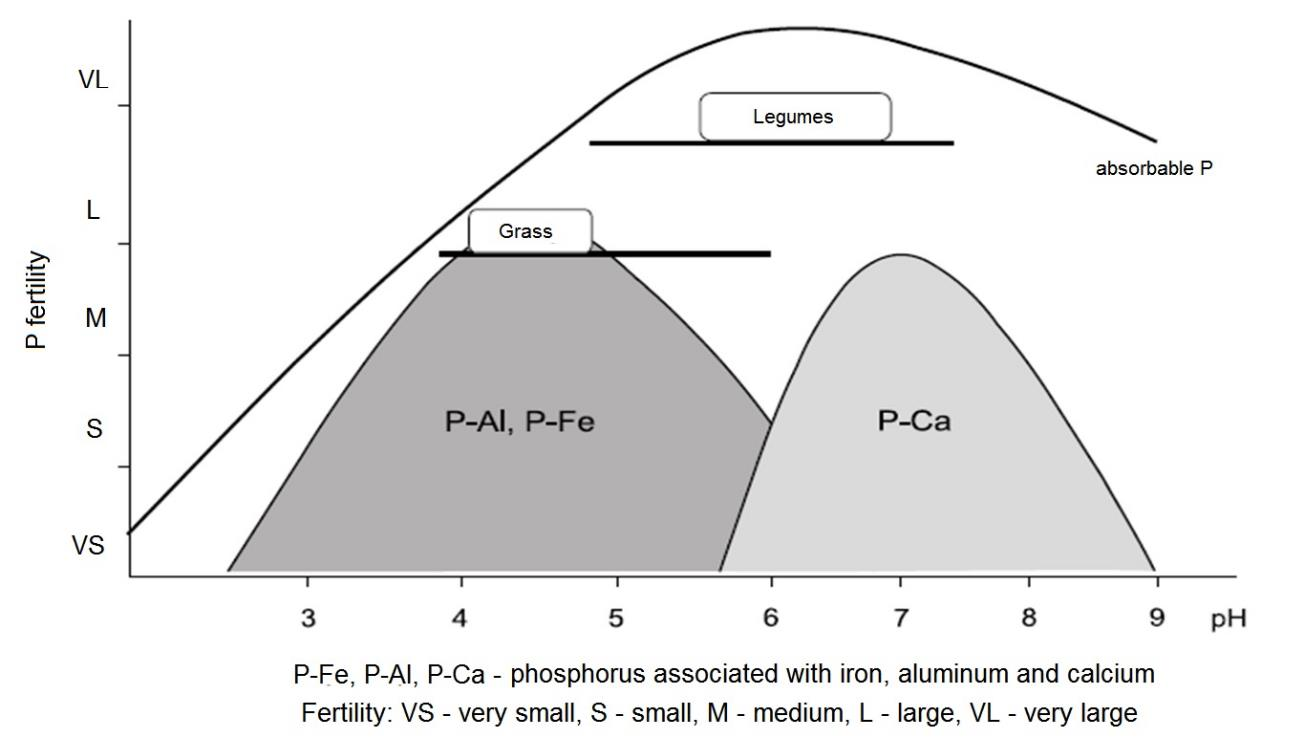 VL
Legumes
absorbable P
L
Grass
P fertility
M
P-Al, P-Fe
P-Ca
S
VS
3 4 5 6 7 8 9 pH
P-Fe, P-Al, P-Ca - phosphorus associated with iron, aluminum and calcium
Fertility: VS - very small, S - small, M - medium, L - large, VL - very large